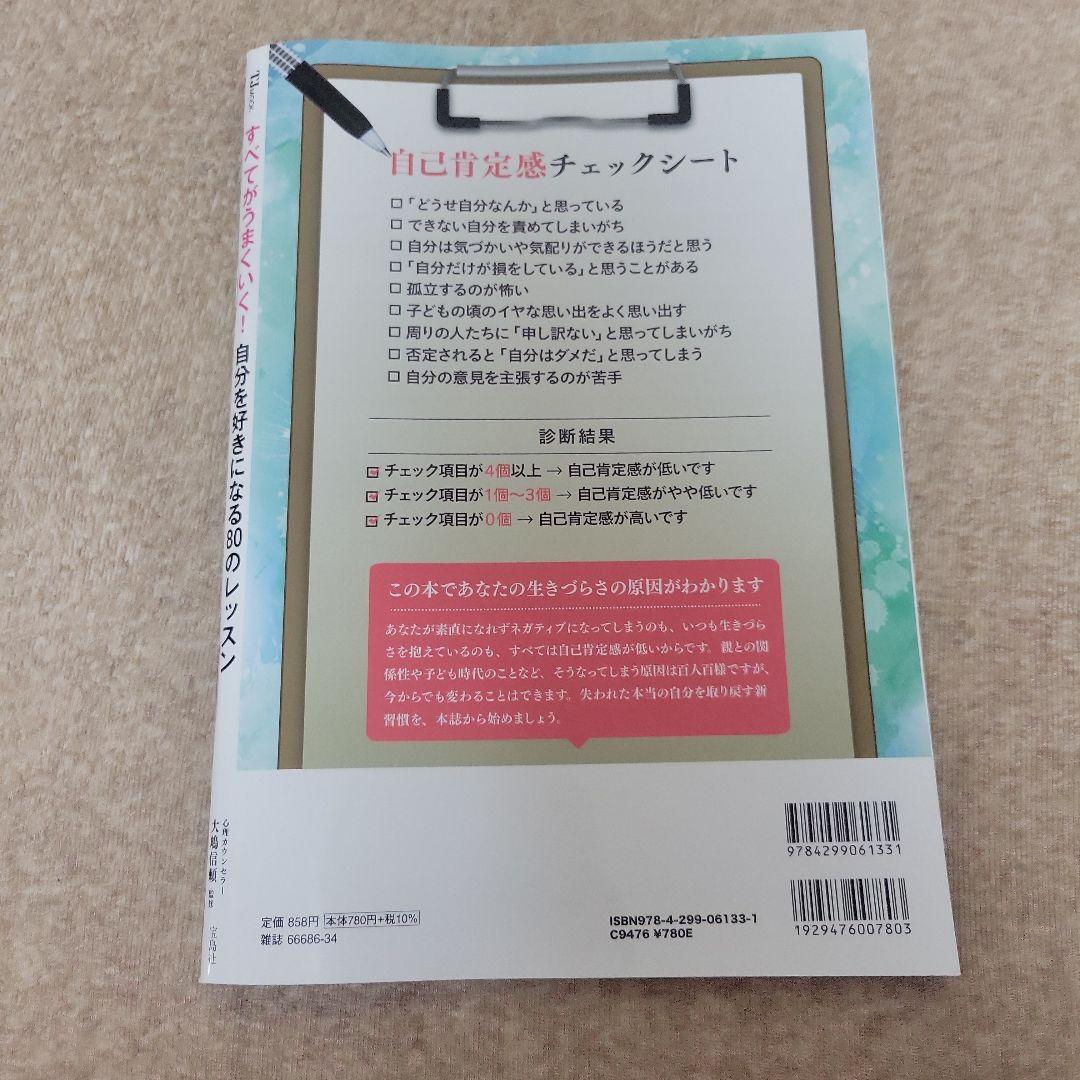 TJ MOOK
すべてがうまくいく!自分を好きになる80のレッスン
心理カウンセラー
大嶋信頼 監修
宝島社
自己肯定感チェックシート
□「どうせ自分なんか」と思っている
□ できない自分を責めてしまいがち
□ 自分は気づかいや気配りができるほうだと思う
□「自分だけが損をしている」と思うことがある
□ 孤立するのが怖い
□ 子どもの頃のイヤな思い出をよく思い出す
□ 周りの人たちに「申し訳ない」と思ってしまいがち
□ 否定されると「自分はダメだ」と思ってしまう
□ 自分の意見を主張するのが苦手
診断結果
チェック項目が4個以上 → 自己肯定感が低いです
チェック項目が1個〜3個 → 自己肯定感がやや低いです
チェック項目が0個 → 自己肯定感が高いです
この本であなたの生きづらさの原因がわかります
あなたが素直になれずネガティブになってしまうのも、いつも生きづら
さを抱えているのも、すべては自己肯定感が低いからです。親との関
係性や子ども時代のことなど、そうなってしまう原因は百人百様ですが、
今からでも変わることはできます。失われた本当の自分を取り戻す新
習慣を、本誌から始めましょう。
9784299061331
1929476007803
定価 858円 本体780円+税10%
雑誌 66686-34
ISBN978-4-299-06133-1
C9476 ¥780E